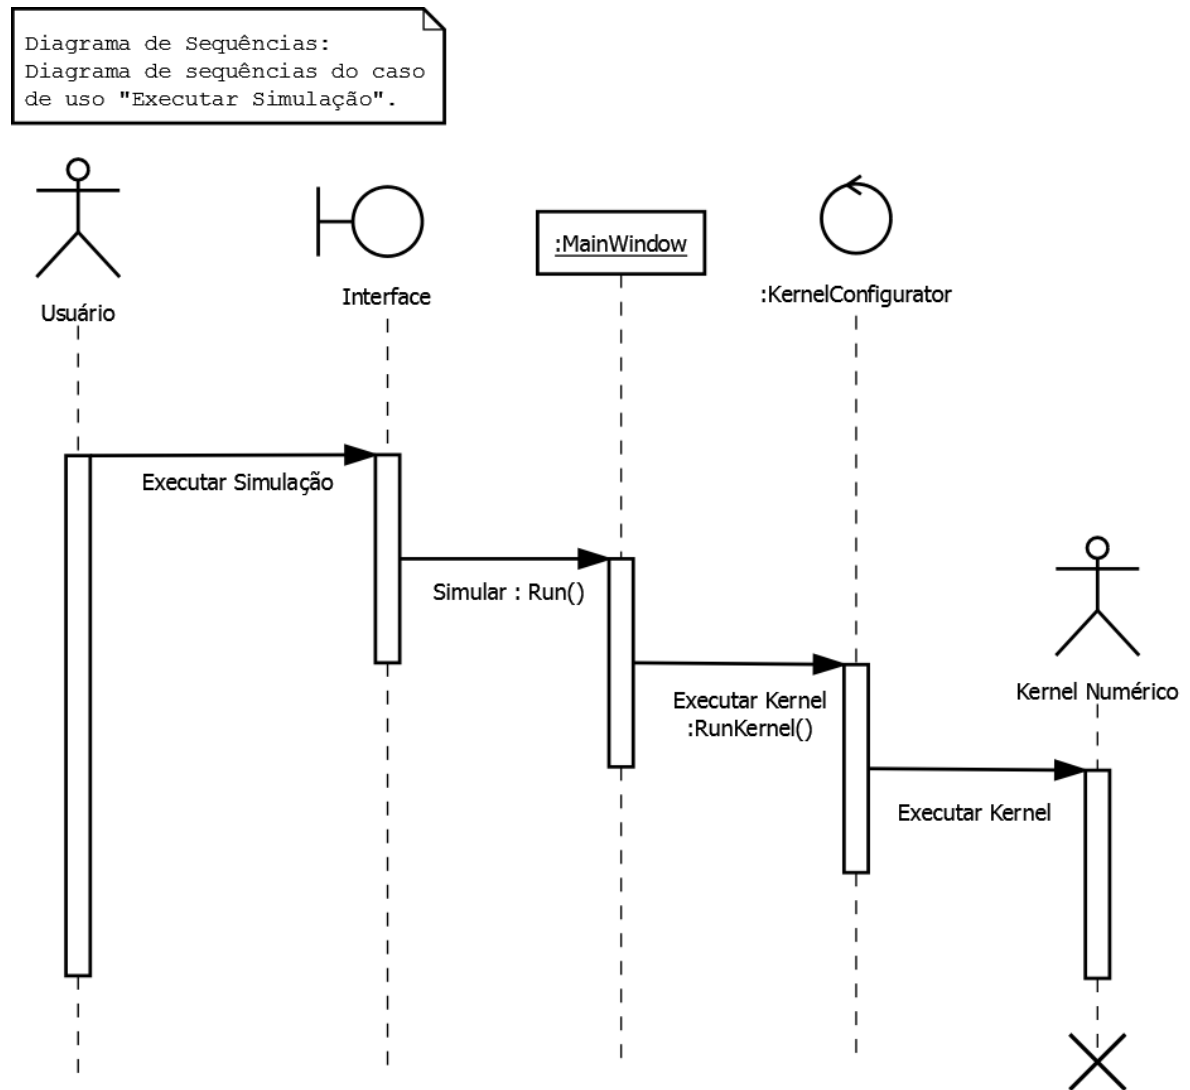 Diagrama de Sequências:
Diagrama de sequências do caso
de uso "Executar Simulação".
Usuário
Interface
:MainWindow
:KernelConfigurator
Executar Simulação
Simular : Run()
Executar Kernel
:RunKernel()
Kernel Numérico
Executar Kernel